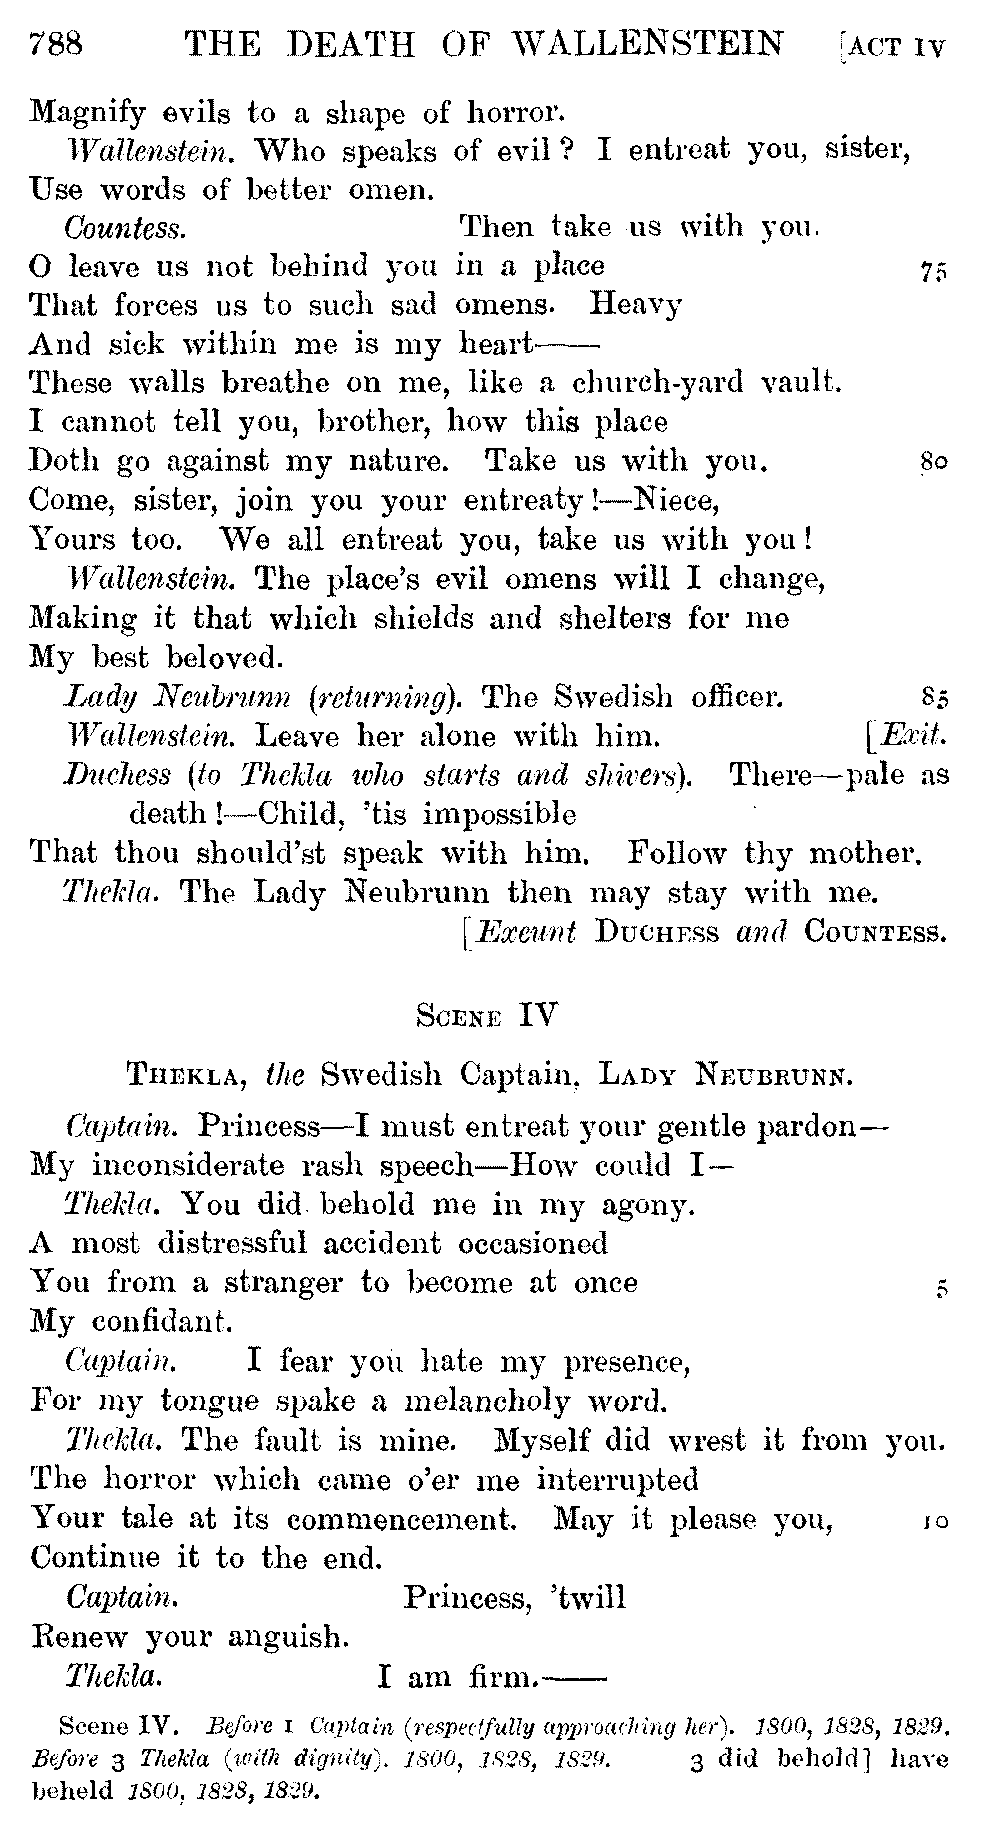 788 THE DEATH OF WALLENSTEIN [ACT IV
Magnify evils to a shape of horror.
Wallenstein. Who speaks of evil? I entreat you, sister,
Use words of better omen.
Countess. Then take us with you.
O leave us not behind you in a place 75
That forces us to such sad omens. Heavy
And sick within me is my heart——
These walls breathe on me, like a church-yard vault.
I cannot tell you, brother, how this place
Doth go against my nature. Take us with you. 80
Come, sister, join you your entreaty!—Niece,
Yours too. We all entreat you, take us with you!
Wallenstein. The place's evil omens will I change,
Making it that which shields and shelters for me
My best beloved.
Lady Neubrunn (returning). The Swedish officer. 85
Wallenstein. Leave her alone with him. [Exit.
Duchess (to Thekla who starts and shivers). There—pale as
death!—Child, 'tis impossible
That thou should'st speak with him. Follow thy mother.
Thekla. The Lady Neubrunn then may stay with me.
[Exeunt DUCHESS and COUNTESS.
SCENE IV
THEKLA, the Swedish Captain, LADY NEUBRUNN.
Captain. Princess—I must entreat your gentle pardon—
My inconsiderate rash speech—How could I—
Thekla. You did behold me in my agony.
A most distressful accident occasioned
You from a stranger to become at once 5
My confidant.
Captain. I fear you hate my presence,
For my tongue spake a melancholy word.
Thekla. The fault is mine. Myself did wrest it from you.
The horror which came o'er me interrupted
Your tale at its commencement. May it please you, 10
Continue it to the end.
Captain. Princess, 'twill
Renew your anguish.
Thekla. I am firm.——
Scene IV. Before 1 Captain (respectfully approaching her). 1800, 1828, 1829.
Before 3 Thekla (with dignity). 1800, 1828, 1829. 3 did behold] have
beheld 1800, 1828, 1829.